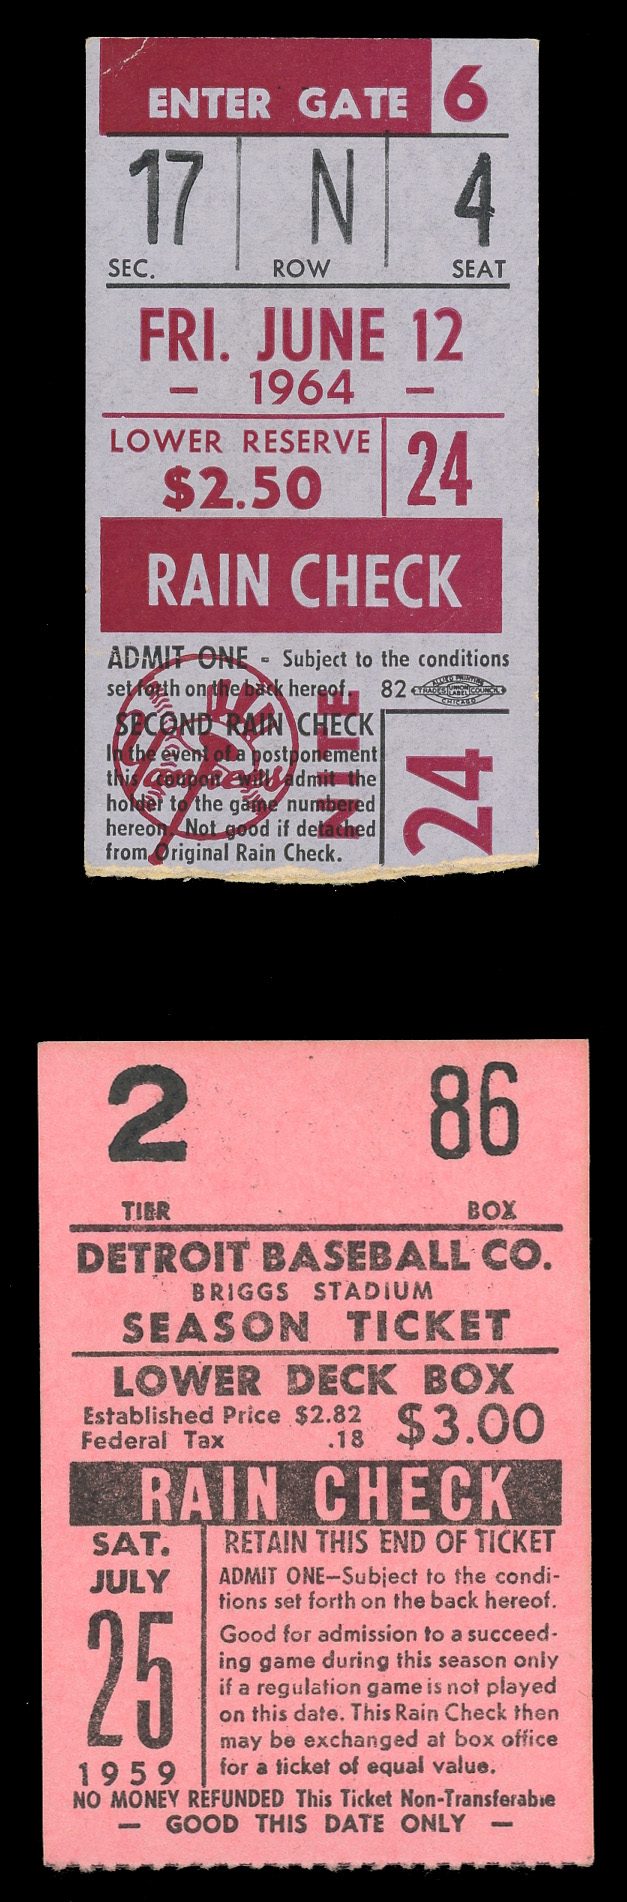 ENTER GATE 6
17 N 4
SEC. ROW SEAT
FRI. JUNE 12
- 1964 -
LOWER RESERVE
$2.50
24
RAIN CHECK
ADMIT ONE - Subject to the conditions
set forth on the back hereof. 82
ALLIED PRINTING
TRADES UNION LABEL COUNCIL
CHICAGO
SECOND RAIN CHECK
In the event of a postponement
this coupon will admit the
holder to the game numbered
hereon. Not good if detached
from Original Rain Check.
Yankees
NITE
24
2 86
TIER BOX
DETROIT BASEBALL CO.
BRIGGS STADIUM
SEASON TICKET
LOWER DECK BOX
Established Price $2.82
Federal Tax .18
$3.00
RAIN CHECK
SAT.
JULY
25
1959
RETAIN THIS END OF TICKET
ADMIT ONE—Subject to the condi-
tions set forth on the back hereof.
Good for admission to a succeed-
ing game during this season only
if a regulation game is not played
on this date. This Rain Check then
may be exchanged at box office
for a ticket of equal value.
NO MONEY REFUNDED This Ticket Non-Transferable
— GOOD THIS DATE ONLY —